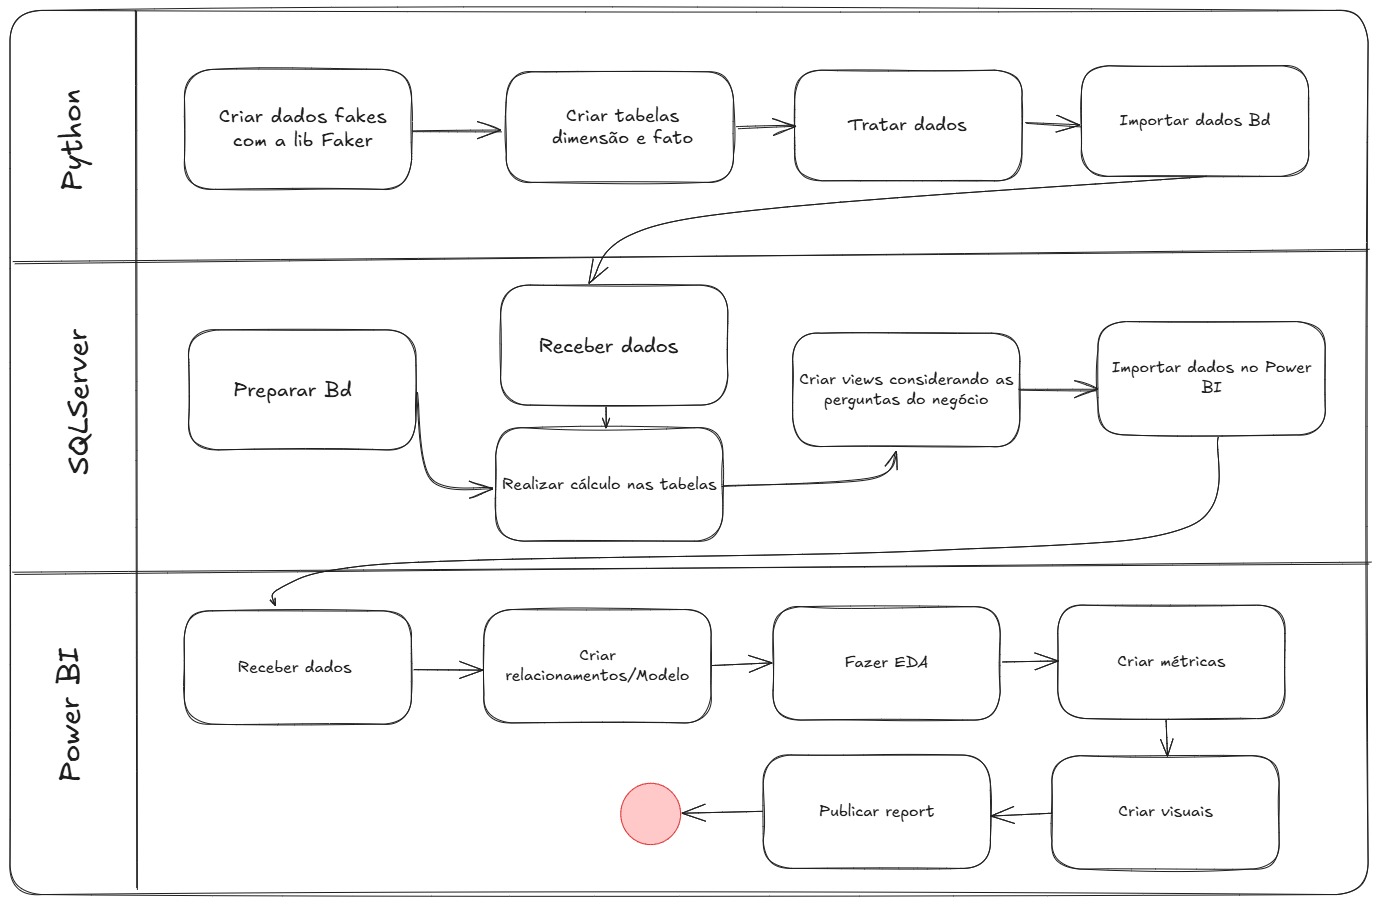 Python
Criar dados fakes
com a lib Faker
Criar tabelas
dimensão e fato
Tratar dados
Importar dados Bd
SQLServer
Preparar Bd
Receber dados
Realizar cálculo nas tabelas
Criar views considerando as
perguntas do negócio
Importar dados no Power
BI
Power BI
Receber dados
Criar
relacionamentos/Modelo
Fazer EDA
Criar métricas
Criar visuais
Publicar report